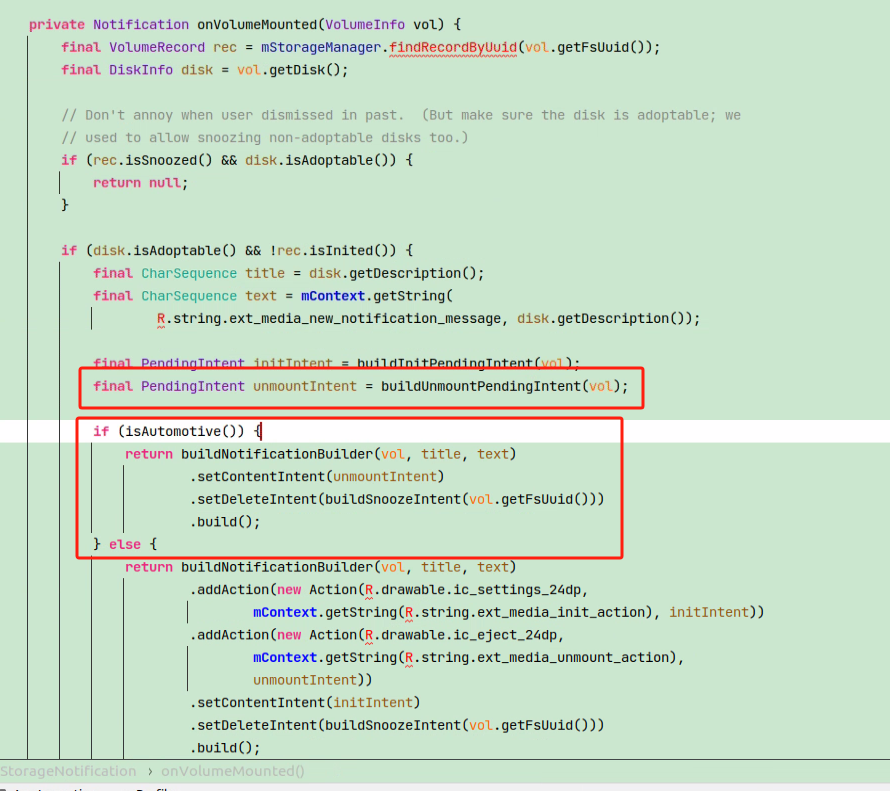 private Notification onVolumeMounted(VolumeInfo vol) {
final VolumeRecord rec = mStorageManager.findRecordByUuid(vol.getFsUuid());
final DiskInfo disk = vol.getDisk();
// Don't annoy when user dismissed in past.  (But make sure the disk is adoptable; we
// used to allow snoozing non-adoptable disks too.)
if (rec.isSnoozed() && disk.isAdoptable()) {
return null;
}
if (disk.isAdoptable() && !rec.isInited()) {
final CharSequence title = disk.getDescription();
final CharSequence text = mContext.getString(
R.string.ext_media_new_notification_message, disk.getDescription());
final PendingIntent initIntent = buildInitPendingIntent(vol);
final PendingIntent unmountIntent = buildUnmountPendingIntent(vol);
if (isAutomotive()) {
return buildNotificationBuilder(vol, title, text)
.setContentIntent(unmountIntent)
.setDeleteIntent(buildSnoozeIntent(vol.getFsUuid()))
.build();
} else {
return buildNotificationBuilder(vol, title, text)
.addAction(new Action(R.drawable.ic_settings_24dp,
mContext.getString(R.string.ext_media_init_action), initIntent))
.addAction(new Action(R.drawable.ic_eject_24dp,
mContext.getString(R.string.ext_media_unmount_action),
unmountIntent))
.setContentIntent(initIntent)
.setDeleteIntent(buildSnoozeIntent(vol.getFsUuid()))
.build();
StorageNotification › onVolumeMounted()